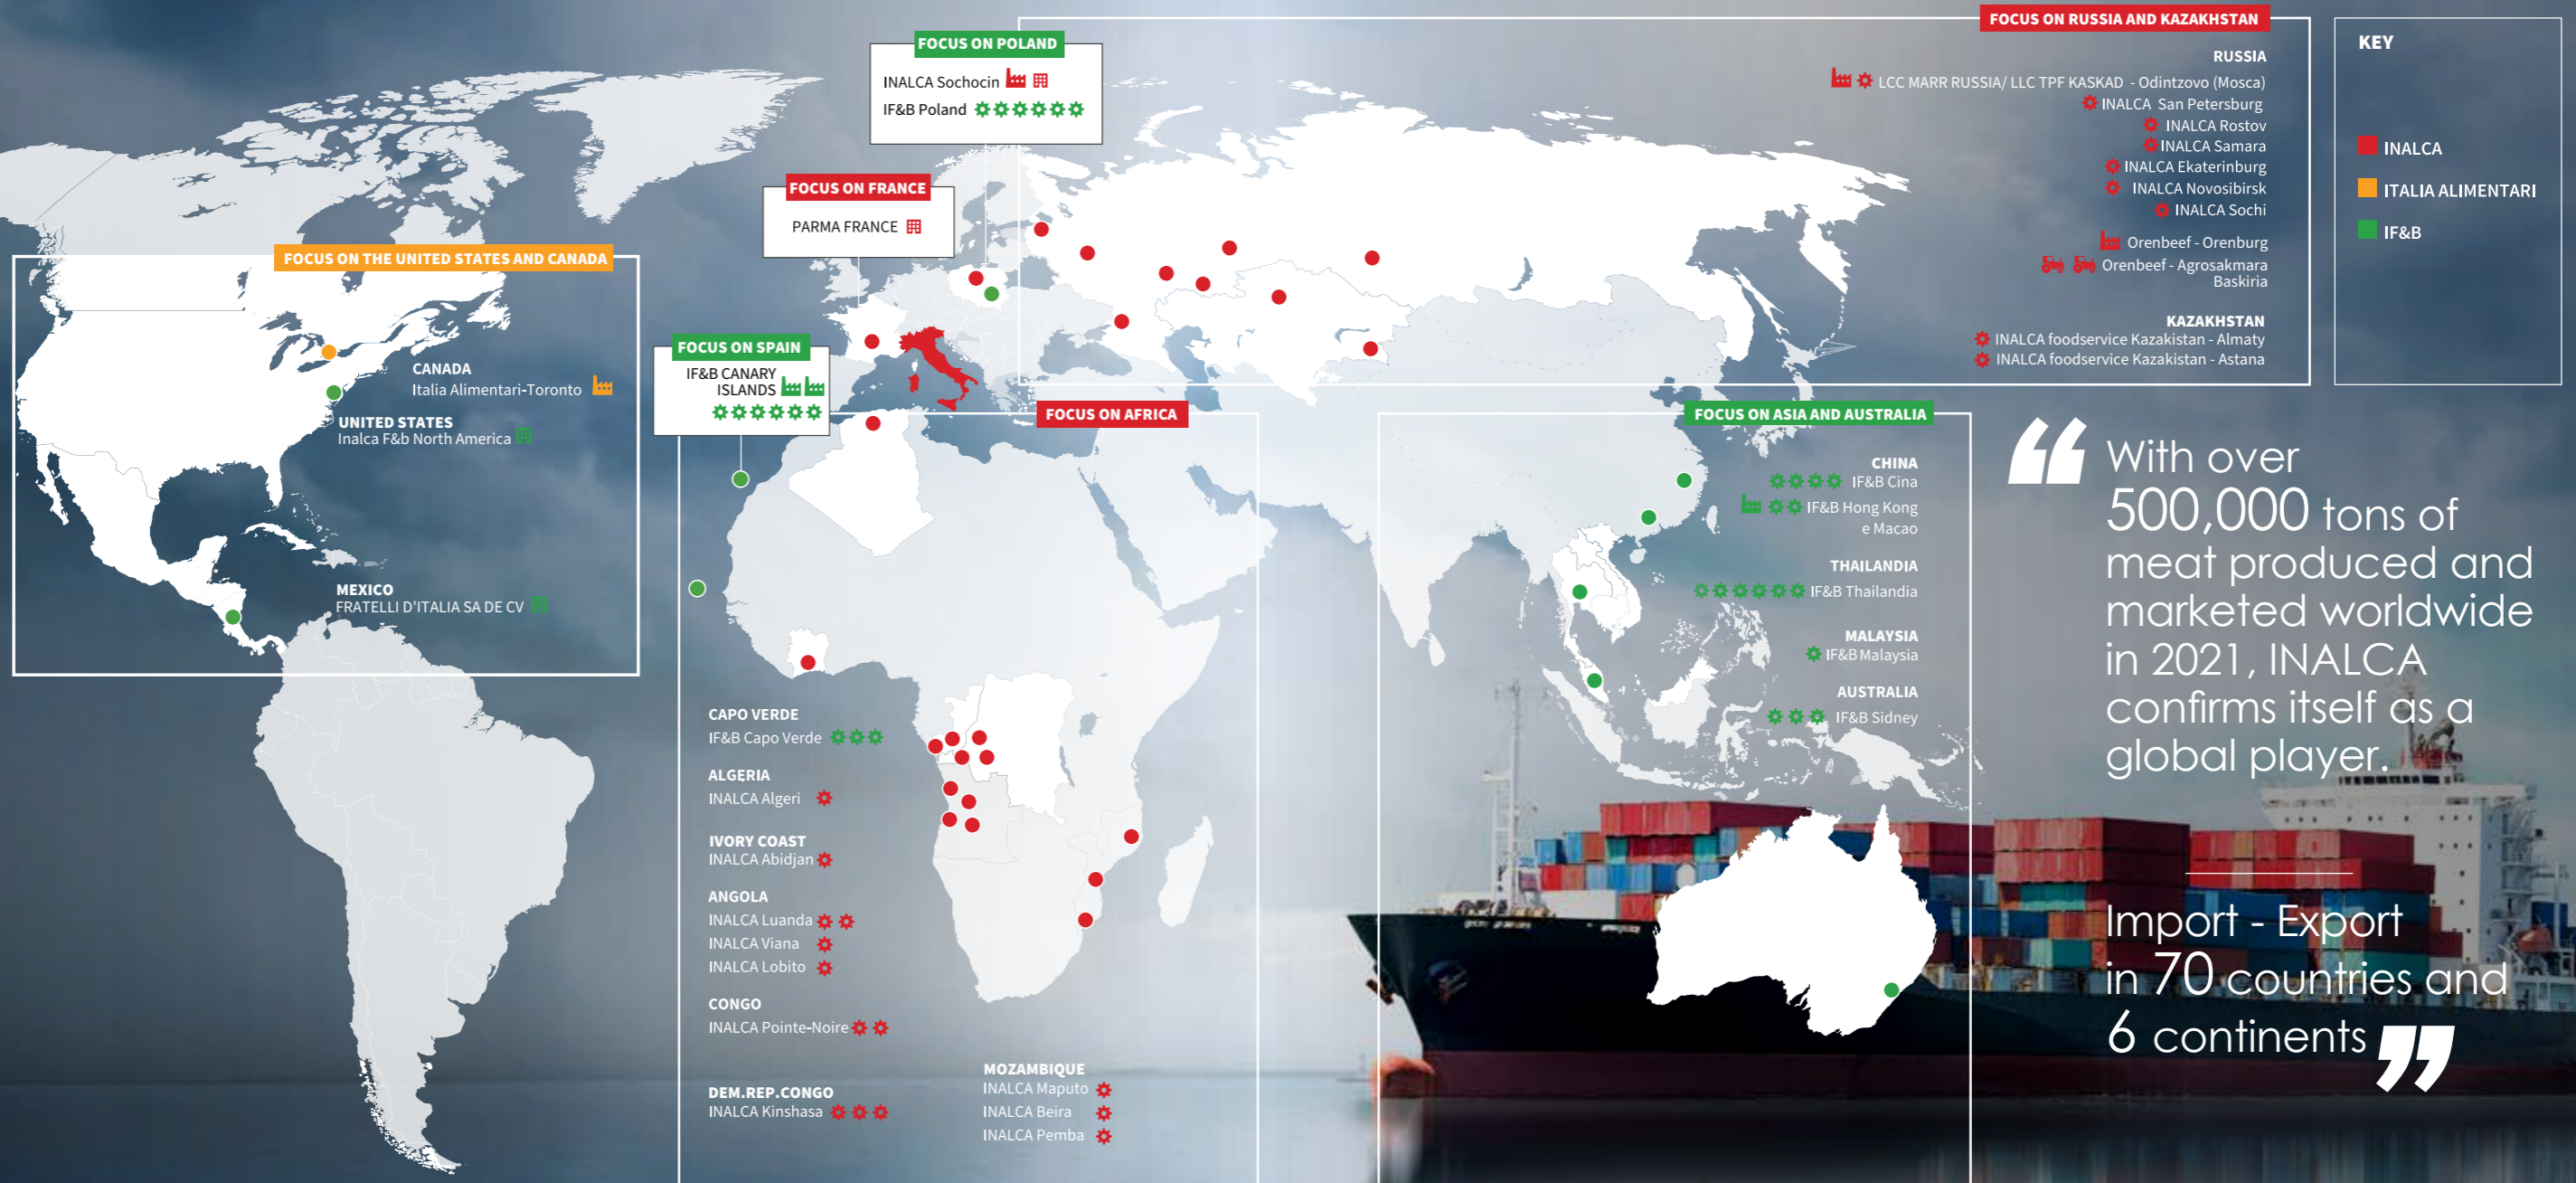 FOCUS ON POLAND
INALCA Sochocin
IF&B Poland
FOCUS ON FRANCE
PARMA FRANCE
FOCUS ON THE UNITED STATES AND CANADA
CANADA
Italia Alimentari-Toronto
UNITED STATES
Inalca F&b North America
MEXICO
FRATELLI D'ITALIA SA DE CV
FOCUS ON SPAIN
IF&B CANARY
ISLANDS
FOCUS ON AFRICA
CAPO VERDE
IF&B Capo Verde
ALGERIA
INALCA Algeri
IVORY COAST
INALCA Abidjan
ANGOLA
INALCA Luanda
INALCA Viana
INALCA Lobito
CONGO
INALCA Pointe-Noire
DEM.REP.CONGO
INALCA Kinshasa
MOZAMBIQUE
INALCA Maputo
INALCA Beira
INALCA Pemba
FOCUS ON RUSSIA AND KAZAKHSTAN
RUSSIA
LCC MARR RUSSIA/ LLC TPF KASKAD - Odintzovo (Mosca)
INALCA San Petersburg
INALCA Rostov
INALCA Samara
INALCA Ekaterinburg
INALCA Novosibirsk
INALCA Sochi
Orenbeef - Orenburg
Orenbeef - Agrosakmara
Baskiria
KAZAKHSTAN
INALCA foodservice Kazakistan - Almaty
INALCA foodservice Kazakistan - Astana
FOCUS ON ASIA AND AUSTRALIA
CHINA
IF&B Cina
IF&B Hong Kong
e Macao
THAILANDIA
IF&B Thailandia
MALAYSIA
IF&B Malaysia
AUSTRALIA
IF&B Sidney
KEY
INALCA
ITALIA ALIMENTARI
IF&B
“ With over
500,000 tons of
meat produced and
marketed worldwide
in 2021, INALCA
confirms itself as a
global player.
Import - Export
in 70 countries and
6 continents ”